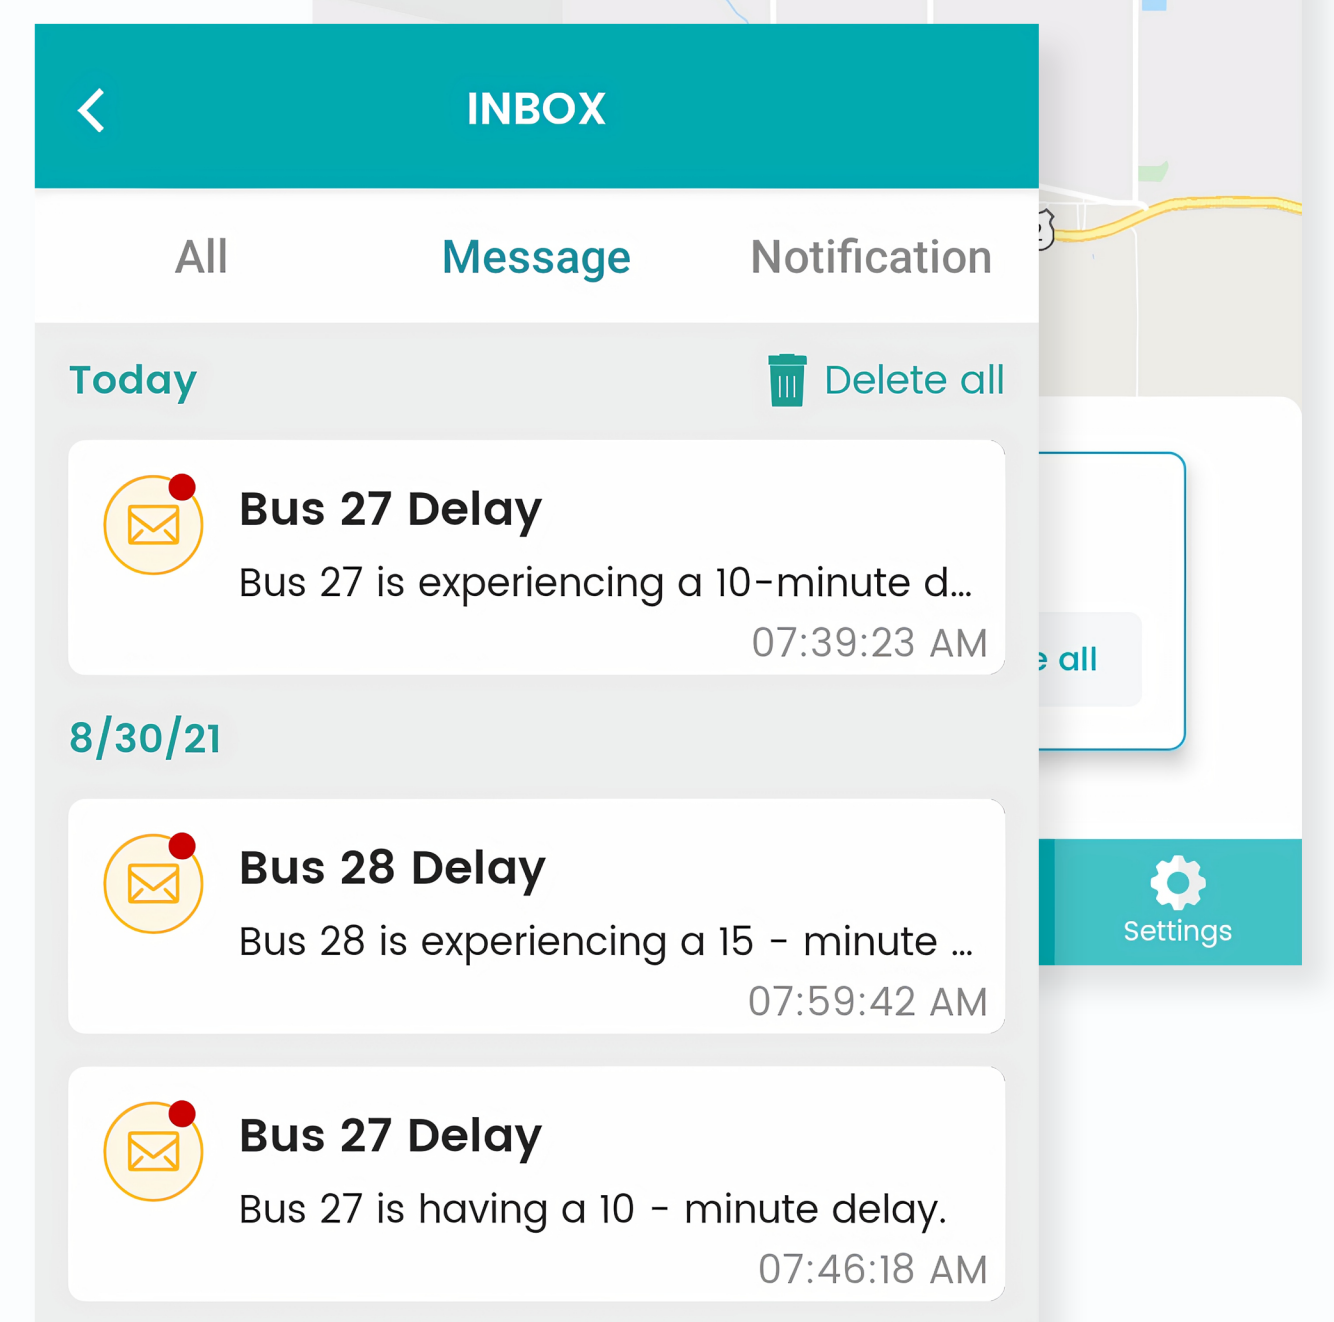 INBOX
All Message Notification
Today Delete all
Bus 27 Delay
Bus 27 is experiencing a 10-minute d...
07:39:23 AM
8/30/21
Bus 28 Delay
Bus 28 is experiencing a 15 - minute ...
07:59:42 AM
Bus 27 Delay
Bus 27 is having a 10 - minute delay.
07:46:18 AM
all
Settings